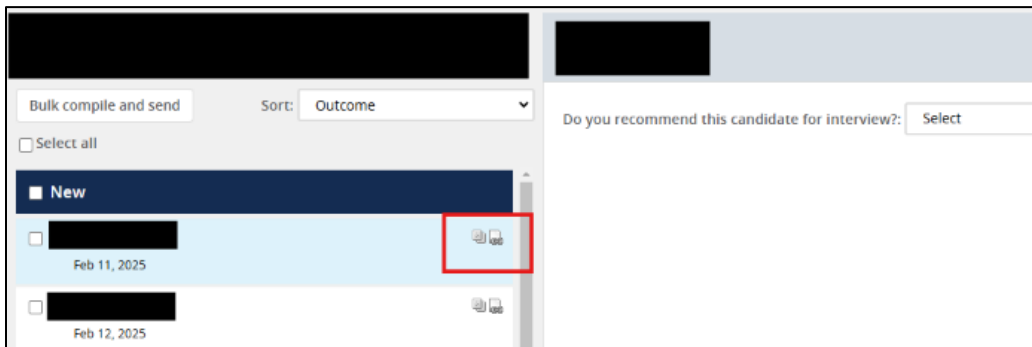 Bulk compile and send
Sort:
Outcome
Select all
New
Feb 11, 2025
Feb 12, 2025
Do you recommend this candidate for interview?:
Select